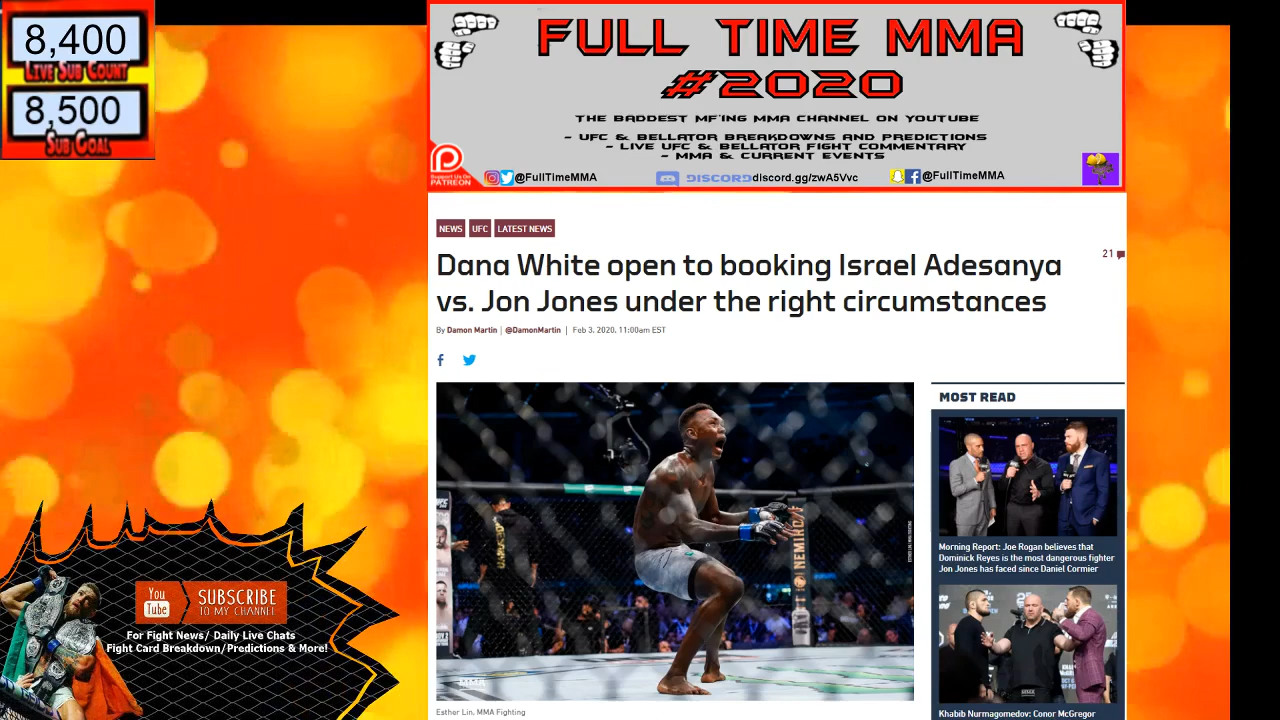 8,400
Live Sub Count
8,500
Sub Goal
FULL TIME MMA
#2020
THE BADDEST MF'ING MMA CHANNEL ON YOUTUBE
- UFC & BELLATOR BREAKDOWNS AND PREDICTIONS
- LIVE UFC & BELLATOR FIGHT COMMENTARY
- MMA & CURRENT EVENTS
Support Us On
PATREON
@FullTimeMMA
DISCORD discord.gg/zwA5Vvc
@FullTimeMMA
NEWS UFC LATEST NEWS
Dana White open to booking Israel Adesanya
vs. Jon Jones under the right circumstances
21
By Damon Martin | @DamonMartin | Feb 3, 2020, 11:00am EST
MOST READ
NEMIROFF
Esther Lin, MMA Fighting
Morning Report: Joe Rogan believes that
Dominick Reyes is the most dangerous fighter
Jon Jones has faced since Daniel Cormier
Khabib Nurmagomedov: Conor McGregor
You
Tube
SUBSCRIBE
TO MY CHANNEL
For Fight News/ Daily Live Chats
Fight Card Breakdown/Predictions & More!